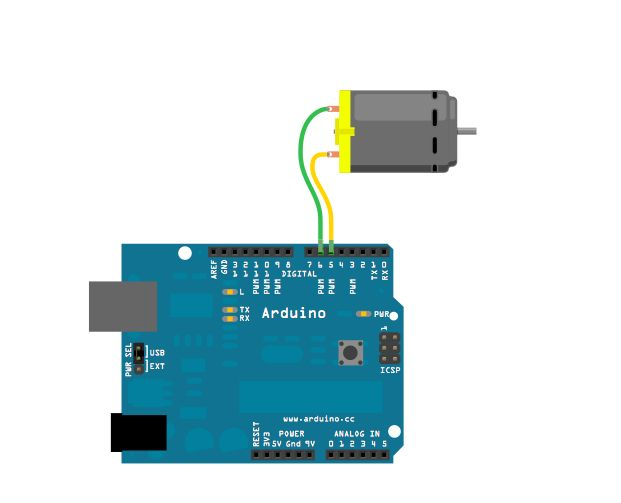 AREF
GND
13
12
PWM 11
PWM 10
PWM 9
8
7
PWM 6
PWM 5
4
PWM 3
2
TX 1
RX 0
DIGITAL
L
TX
RX
Arduino
PWR
1
ICSP
PWR SEL
USB
EXT
www.arduino.cc
RESET
3V3
POWER
5V Gnd 9V
ANALOG IN
0 1 2 3 4 5